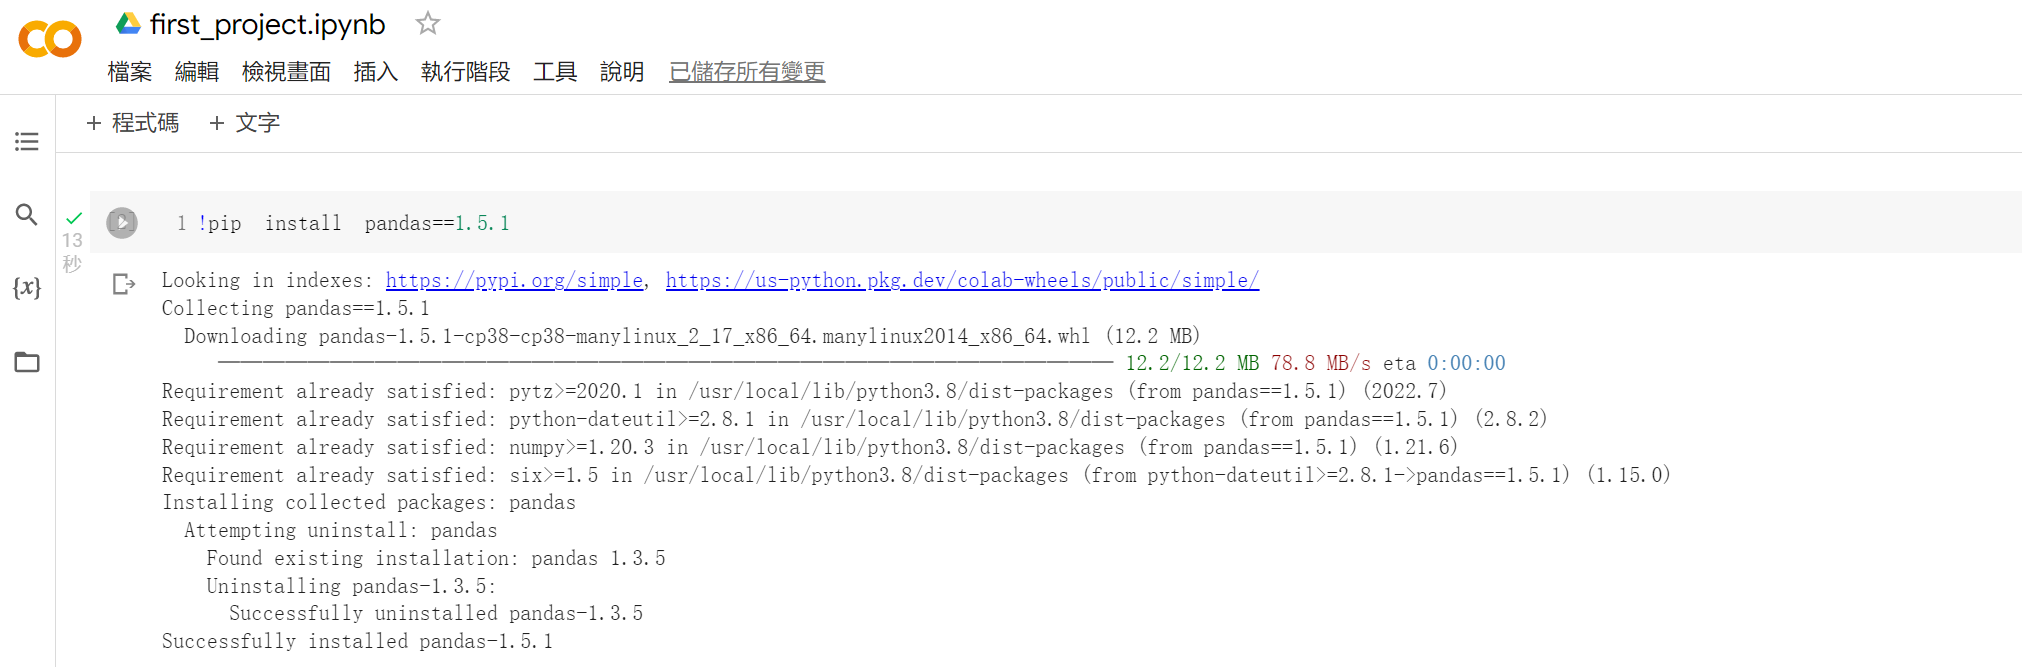 first_project.ipynb
檔案 編輯 檢視畫面 插入 執行階段 工具 說明 已儲存所有變更
+ 程式碼 + 文字
13
秒
1 !pip install pandas==1.5.1
{x}
Looking in indexes: https://pypi.org/simple, https://us-python.pkg.dev/colab-wheels/public/simple/
Collecting pandas==1.5.1
Downloading pandas-1.5.1-cp38-cp38-manylinux_2_17_x86_64.manylinux2014_x86_64.whl (12.2 MB)
12.2/12.2 MB 78.8 MB/s eta 0:00:00
Requirement already satisfied: pytz>=2020.1 in /usr/local/lib/python3.8/dist-packages (from pandas==1.5.1) (2022.7)
Requirement already satisfied: python-dateutil>=2.8.1 in /usr/local/lib/python3.8/dist-packages (from pandas==1.5.1) (2.8.2)
Requirement already satisfied: numpy>=1.20.3 in /usr/local/lib/python3.8/dist-packages (from pandas==1.5.1) (1.21.6)
Requirement already satisfied: six>=1.5 in /usr/local/lib/python3.8/dist-packages (from python-dateutil>=2.8.1->pandas==1.5.1) (1.15.0)
Installing collected packages: pandas
Attempting uninstall: pandas
Found existing installation: pandas 1.3.5
Uninstalling pandas-1.3.5:
Successfully uninstalled pandas-1.3.5
Successfully installed pandas-1.5.1